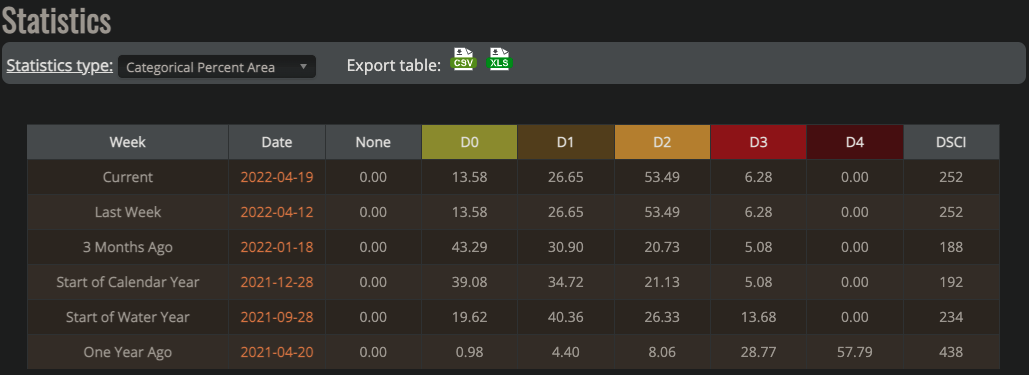 Statistics
Statistics type: Categorical Percent Area Export table: CSV XLS
Week Date None D0 D1 D2 D3 D4 DSCI
Current 2022-04-19 0.00 13.58 26.65 53.49 6.28 0.00 252
Last Week 2022-04-12 0.00 13.58 26.65 53.49 6.28 0.00 252
3 Months Ago 2022-01-18 0.00 43.29 30.90 20.73 5.08 0.00 188
Start of Calendar Year 2021-12-28 0.00 39.08 34.72 21.13 5.08 0.00 192
Start of Water Year 2021-09-28 0.00 19.62 40.36 26.33 13.68 0.00 234
One Year Ago 2021-04-20 0.00 0.98 4.40 8.06 28.77 57.79 438